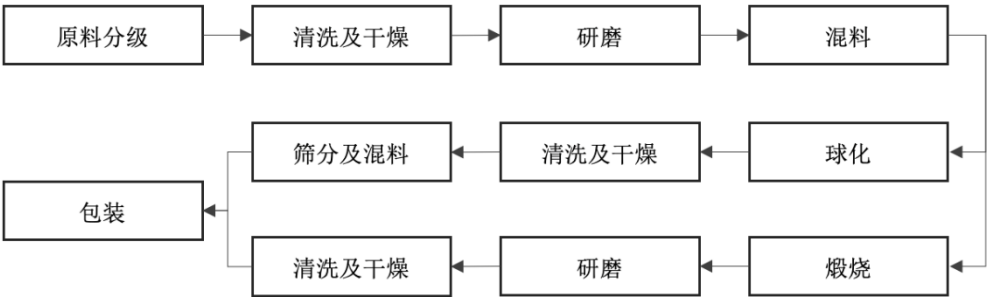 原料分级
清洗及干燥
研磨
混料
筛分及混料
清洗及干燥
球化
包装
清洗及干燥
研磨
煅烧